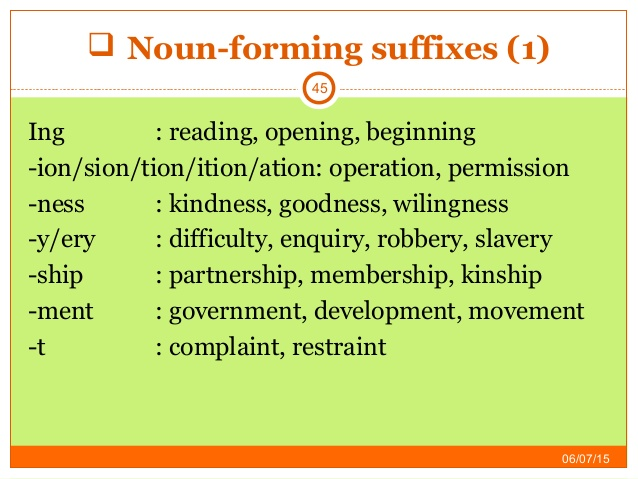 ❑ Noun-forming suffixes (1)
45
Ing : reading, opening, beginning
-ion/sion/tion/ition/ation: operation, permission
-ness : kindness, goodness, wilingness
-y/ery : difficulty, enquiry, robbery, slavery
-ship : partnership, membership, kinship
-ment : government, development, movement
-t : complaint, restraint
06/07/15